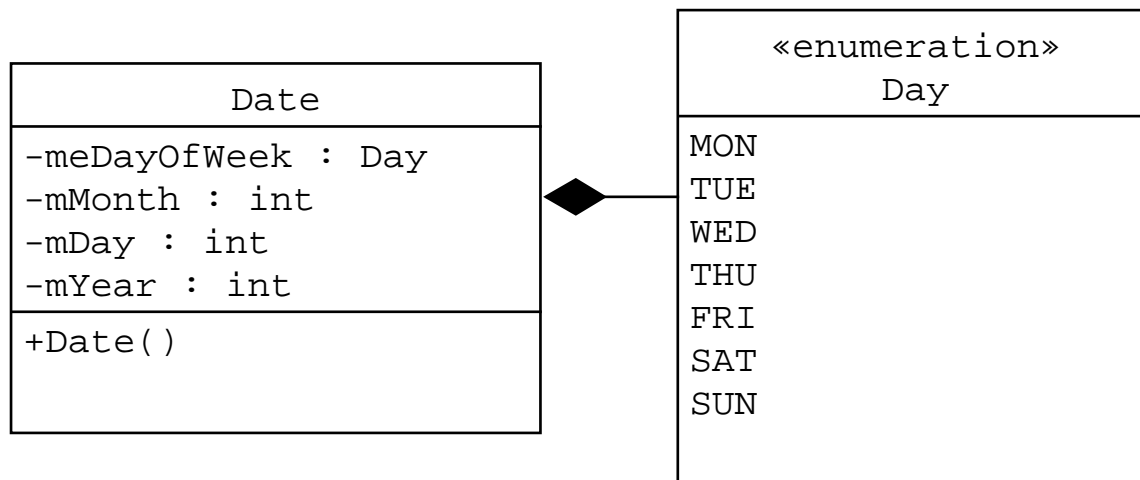 Date
-meDayOfWeek : Day
-mMonth : int
-mDay : int
-mYear : int
+Date()
«enumeration»
Day
MON
TUE
WED
THU
FRI
SAT
SUN